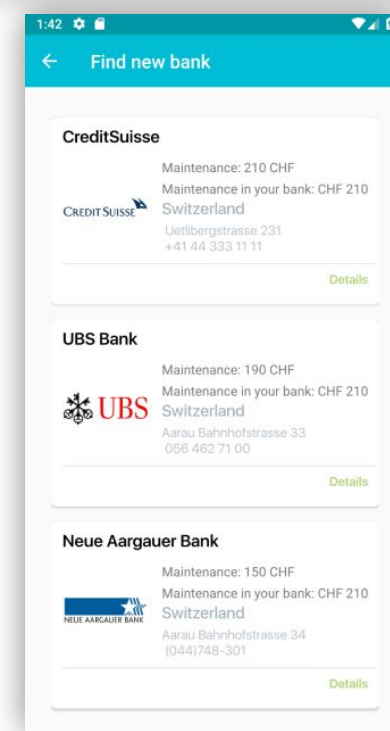 1:42
Find new bank
CreditSuisse
Maintenance: 210 CHF
Maintenance in your bank: CHF 210
CREDIT SUISSE
Switzerland
Uetlibergstrasse 231
+41 44 333 11 11
Details
UBS Bank
Maintenance: 190 CHF
Maintenance in your bank: CHF 210
UBS
Switzerland
Aarau Bahnhofstrasse 33
056 462 71 00
Details
Neue Aargauer Bank
Maintenance: 150 CHF
Maintenance in your bank: CHF 210
NEUE AARGAUER BANK
Switzerland
Aarau Bahnhofstrasse 34
(044)748-301
Details